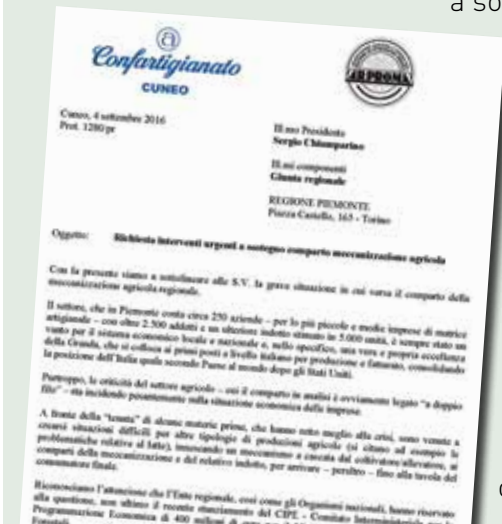 a so
Confartigianato
CUNEO
ARPROMA
Cuneo, 4 settembre 2016
Prot. 1280/pr
Ill.mo Presidente
Sergio Chiamparino
Ill.mi componenti
Giunta regionale
REGIONE PIEMONTE
Piazza Castello, 165 - Torino
Oggetto: Richiesta interventi urgenti a sostegno comparto meccanizzazione agricola
Con la presente siamo a sottolineare alle S.V. la grave situazione in cui versa il comparto della
meccanizzazione agricola regionale.
Il settore, che in Piemonte conta circa 250 aziende – per lo più piccole e medie imprese di matrice
artigianale – con oltre 2.500 addetti e un ulteriore indotto stimato in 5.000 unità, è sempre stato un
vanto per il sistema economico locale e nazionale e, nello specifico, una vera e propria eccellenza
della Granda, che si colloca ai primi posti a livello italiano per produzione e fatturato, consolidando
la posizione dell'Italia quale secondo Paese al mondo dopo gli Stati Uniti.
Purtroppo, le criticità del settore agricolo – cui il comparto in analisi è ovviamente legato "a doppio
filo" – sta incidendo pesantemente sulla situazione economica delle imprese.
A fronte della "tenuta" di alcune materie prime, che hanno retto meglio alla crisi, sono venute a
crearsi situazioni difficili per altre tipologie di produzioni agricole (si citano ad esempio le
problematiche relative al latte), innescando un meccanismo a cascata dal coltivatore/allevatore, ai
comparti della meccanizzazione e del relativo indotto, per arrivare – peraltro – fino alla tavola del
consumatore finale.
Riconosciamo l'attenzione che l'Ente regionale, così come gli Organismi nazionali, hanno riservato
alla questione, non ultimo il recente stanziamento del CIPE - Comitato Interministeriale per la
Programmazione Economica di 400 milioni di euro